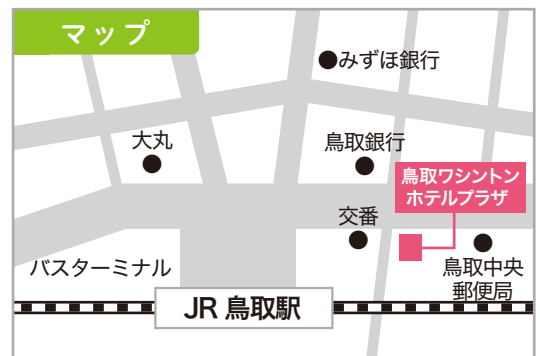 マップ
みずほ銀行
大丸
鳥取銀行
鳥取ワシントン
ホテルプラザ
交番
バスターミナル
鳥取中央
郵便局
JR 鳥取駅